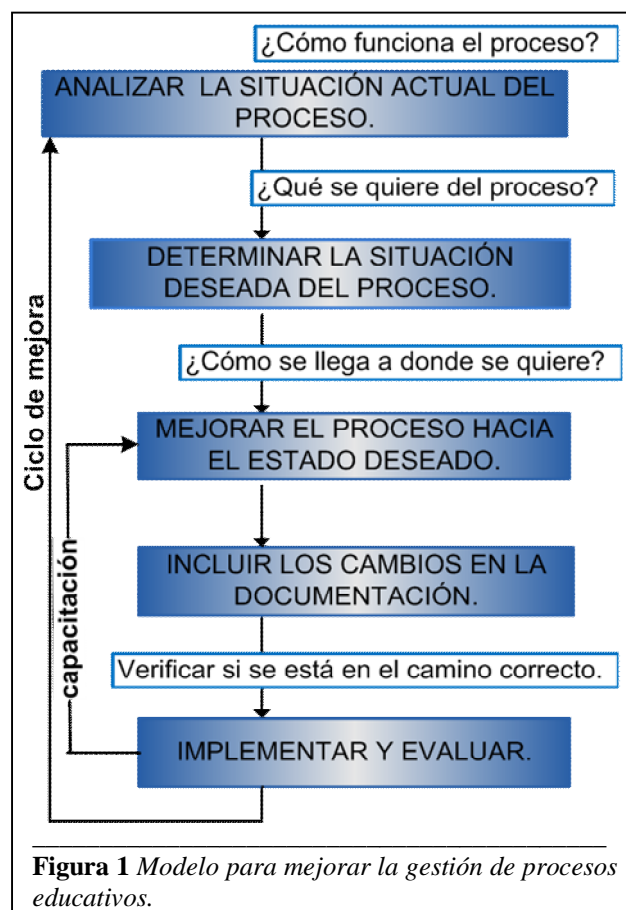 ¿Cómo funciona el proceso?
ANALIZAR LA SITUACIÓN ACTUAL DEL
PROCESO.
¿Qué se quiere del proceso?
DETERMINAR LA SITUACIÓN
DESEADA DEL PROCESO.
¿Cómo se llega a donde se quiere?
MEJORAR EL PROCESO HACIA
EL ESTADO DESEADO.
INCLUIR LOS CAMBIOS EN LA
DOCUMENTACIÓN.
Verificar si se está en el camino correcto.
IMPLEMENTAR Y EVALUAR.
Ciclo de mejora
capacitación
Figura 1 Modelo para mejorar la gestión de procesos
educativos.